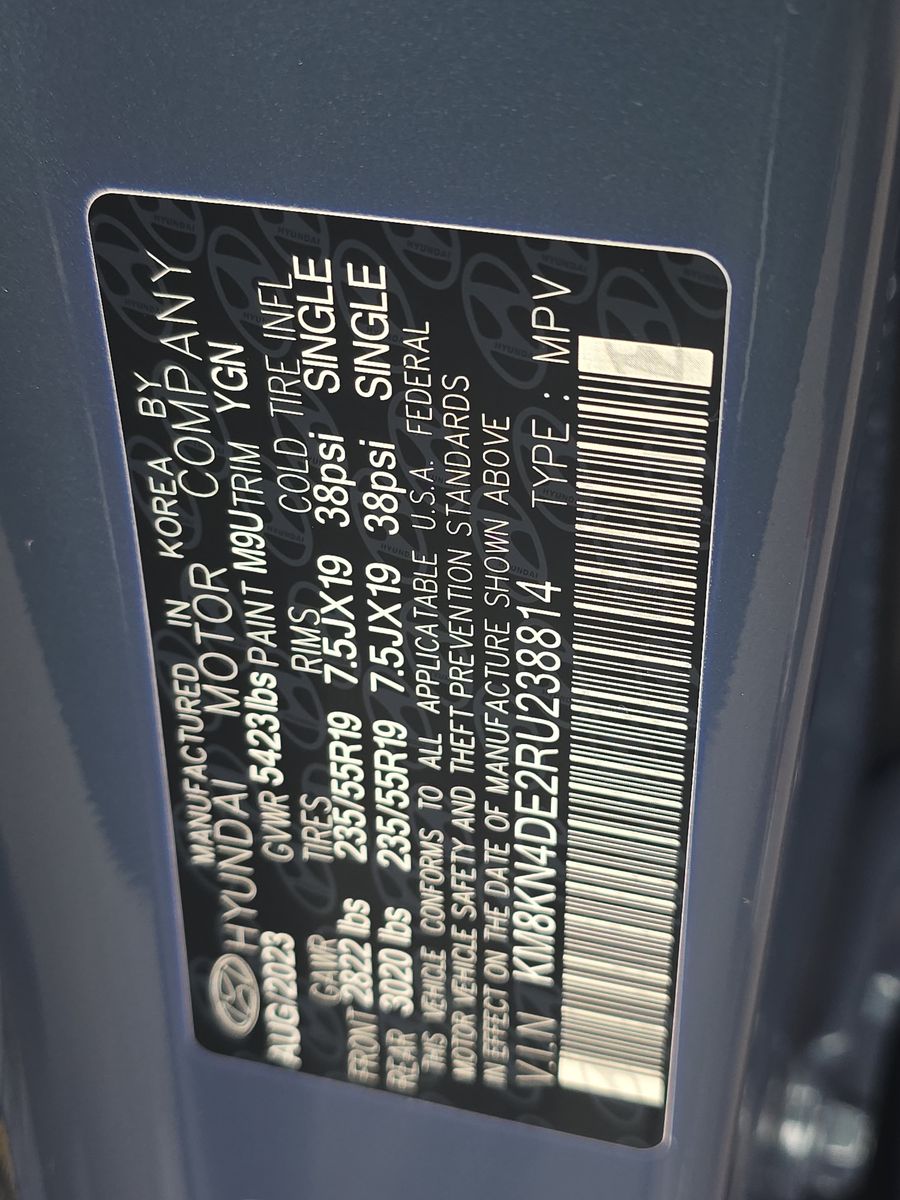 MANUFACTURED IN KOREA BY
HYUNDAI MOTOR COMPANY
AUG/2023 GVWR 5423lbs PAINT M9U TRIM YGN
GAWR TIRES RIMS COLD TIRE INFL
FRONT 2822 lbs 235/55R19 7.5JX19 38psi SINGLE
REAR 3020 lbs 235/55R19 7.5JX19 38psi SINGLE
THIS VEHICLE CONFORMS TO ALL APPLICATABLE U.S.A. FEDERAL
MOTOR VEHICLE SAFETY AND THEFT PREVENTION STANDARDS
IN EFFECT ON THE DATE OF MANUFACTURE SHOWN ABOVE
V.I.N KM8KN4DE2RU238814 TYPE : MPV